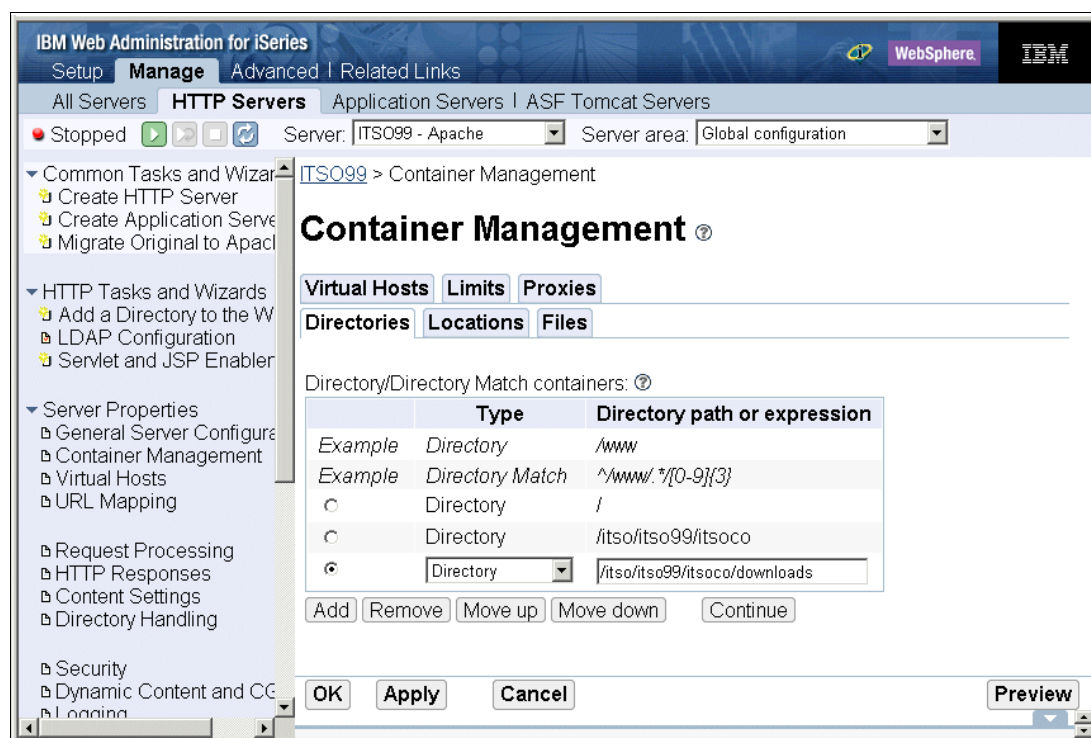 IBM Web Administration for iSeries
Setup Manage Advanced | Related Links
WebSphere. IBM
All Servers HTTP Servers Application Servers | ASF Tomcat Servers
Stopped Server: ITSO99 - Apache Server area: Global configuration
Common Tasks and Wizar
Create HTTP Server
Create Application Serve
Migrate Original to Apacl
HTTP Tasks and Wizards
Add a Directory to the W
LDAP Configuration
Servlet and JSP Enabler
Server Properties
General Server Configura
Container Management
Virtual Hosts
URL Mapping
Request Processing
HTTP Responses
Content Settings
Directory Handling
Security
Dynamic Content and CG
Logging
ITSO99 > Container Management
Container Management ?
Virtual Hosts Limits Proxies
Directories Locations Files
Directory/Directory Match containers: ?
Type Directory path or expression
Example Directory /www
Example Directory Match ^/www/.*/[0-9]{3}
Directory /
Directory /itso/itso99/itsoco
Directory /itso/itso99/itsoco/downloads
Add Remove Move up Move down Continue
OK Apply Cancel Preview